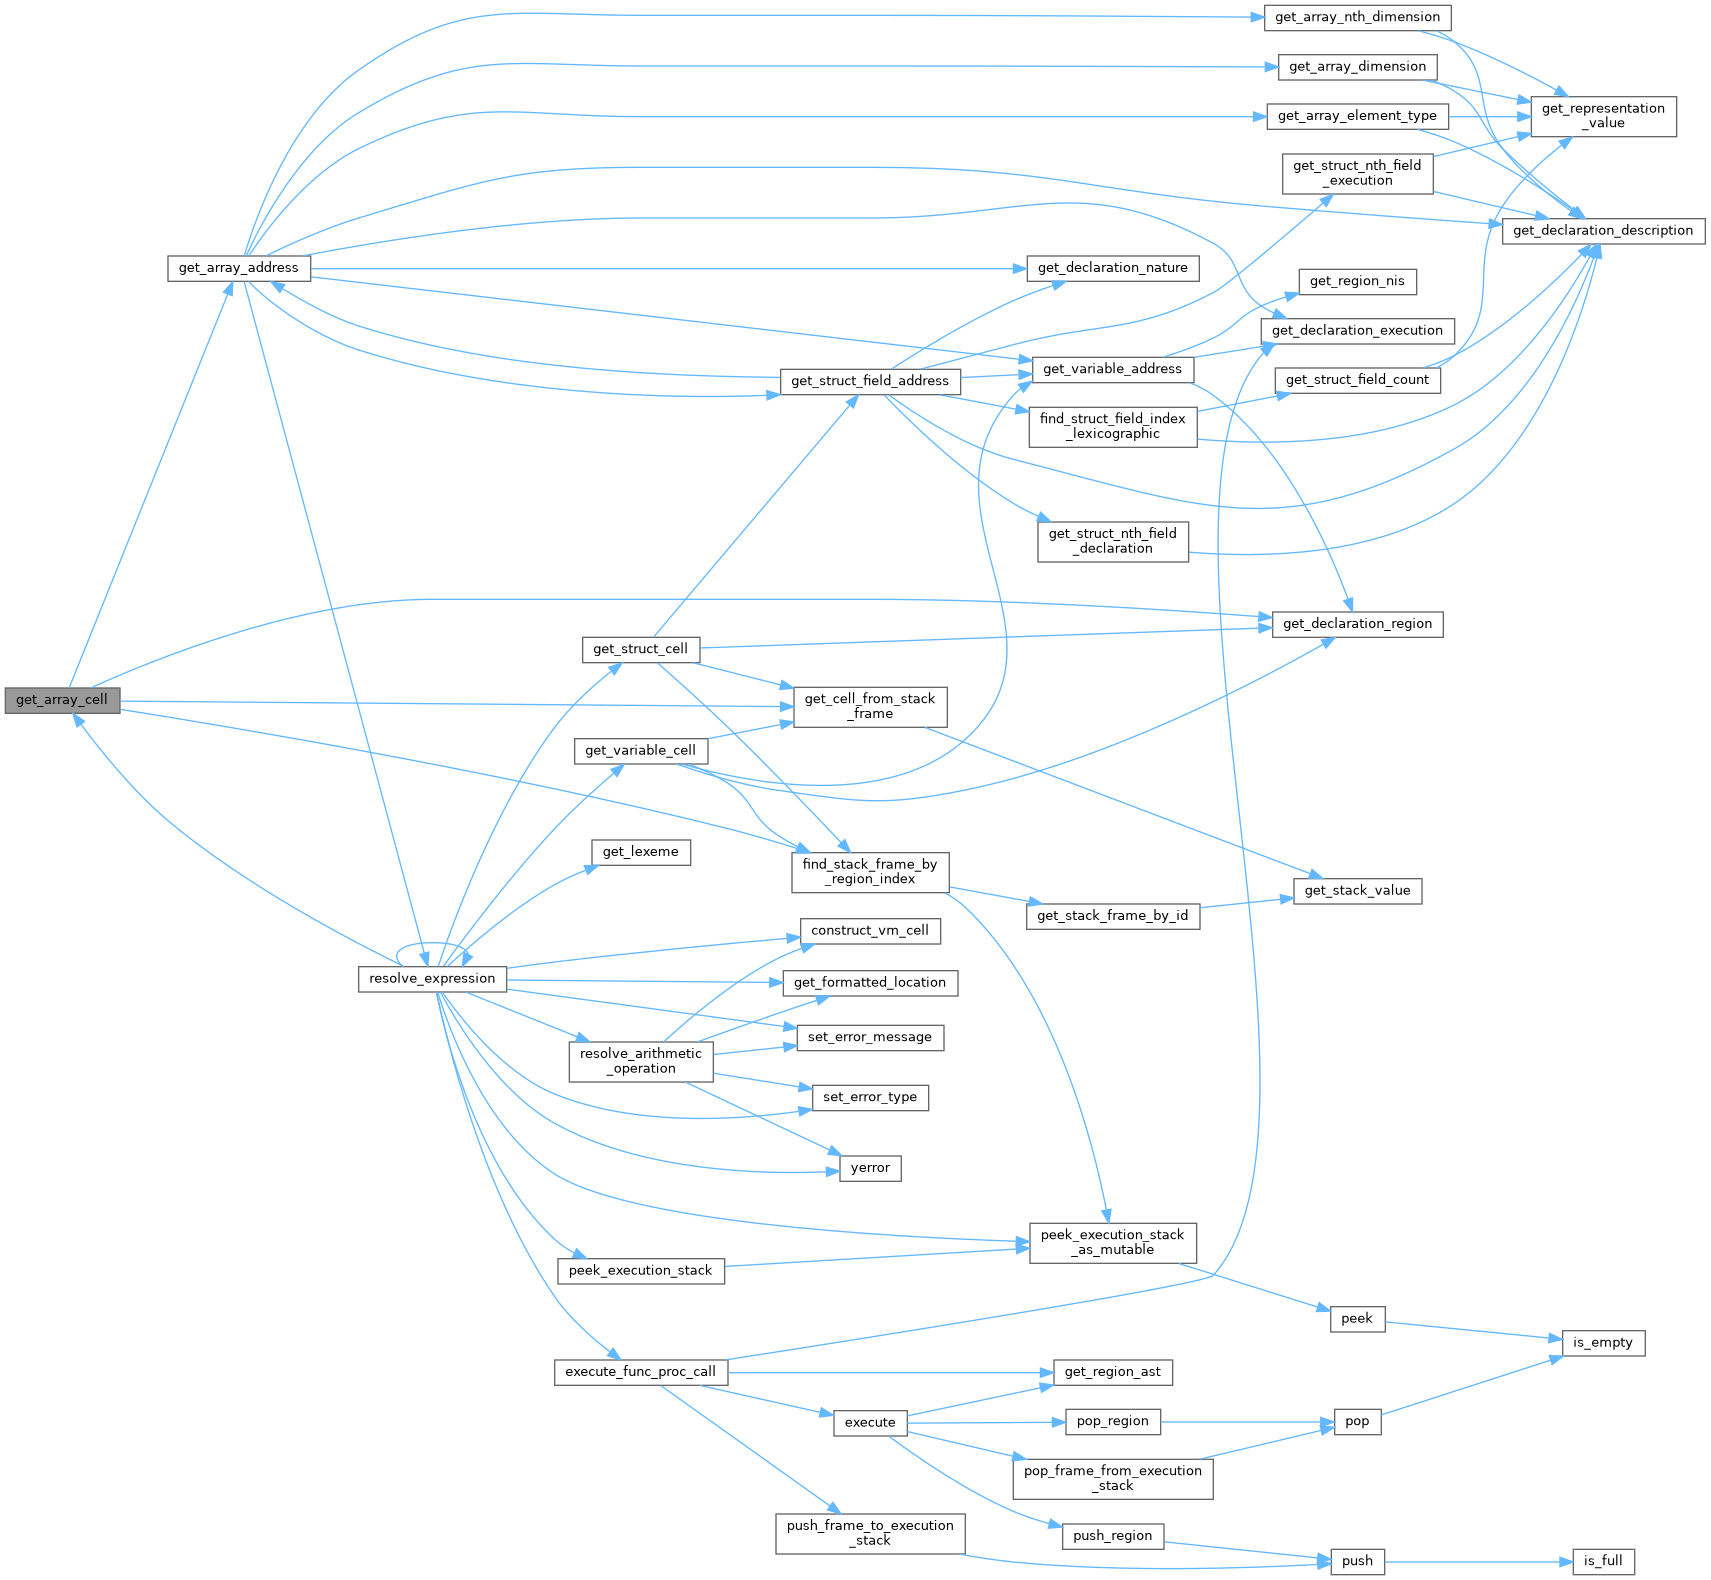 get_array_nth_dimension
get_array_dimension
get_representation
_value
get_array_element_type
get_struct_nth_field
_execution
get_declaration_description
get_array_address
get_declaration_nature
get_region_nis
get_declaration_execution
get_variable_address
get_struct_field_address
get_struct_field_count
find_struct_field_index
_lexicographic
get_struct_nth_field
_declaration
get_declaration_region
get_struct_cell
get_array_cell
get_cell_from_stack
_frame
get_variable_cell
get_lexeme
find_stack_frame_by
_region_index
get_stack_value
get_stack_frame_by_id
construct_vm_cell
resolve_expression
get_formatted_location
set_error_message
resolve_arithmetic
_operation
set_error_type
yerror
peek_execution_stack
_as_mutable
peek_execution_stack
peek
is_empty
execute_func_proc_call
get_region_ast
execute
pop_region
pop
pop_frame_from_execution
_stack
push_frame_to_execution
_stack
push_region
push
is_full